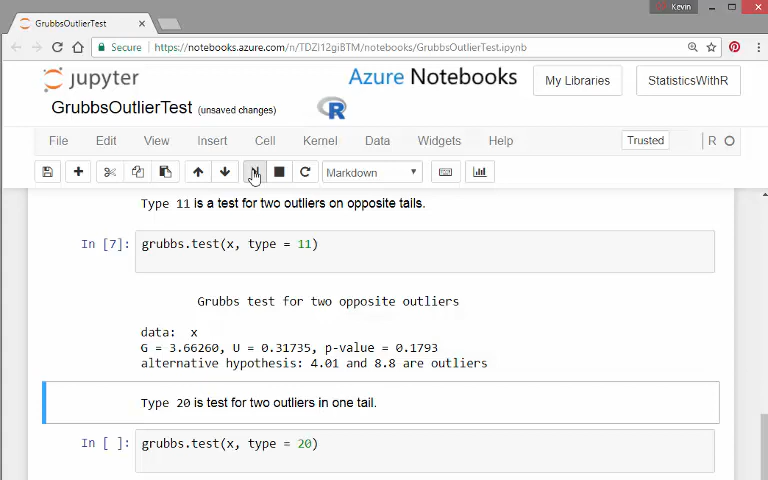 Kevin
GrubbsOutlierTest
Secure https://notebooks.azure.com/n/TDZI12giBTM/notebooks/GrubbsOutlierTest.ipynb
jupyter
Azure Notebooks
My Libraries
StatisticsWithR
GrubbsOutlierTest (unsaved changes)
R
File Edit View Insert Cell Kernel Data Widgets Help Trusted R
Markdown
Type 11 is a test for two outliers on opposite tails.
In [7]: grubbs.test(x, type = 11)
Grubbs test for two opposite outliers
data: x
G = 3.66260, U = 0.31735, p-value = 0.1793
alternative hypothesis: 4.01 and 8.8 are outliers
Type 20 is test for two outliers in one tail.
In [ ]: grubbs.test(x, type = 20)